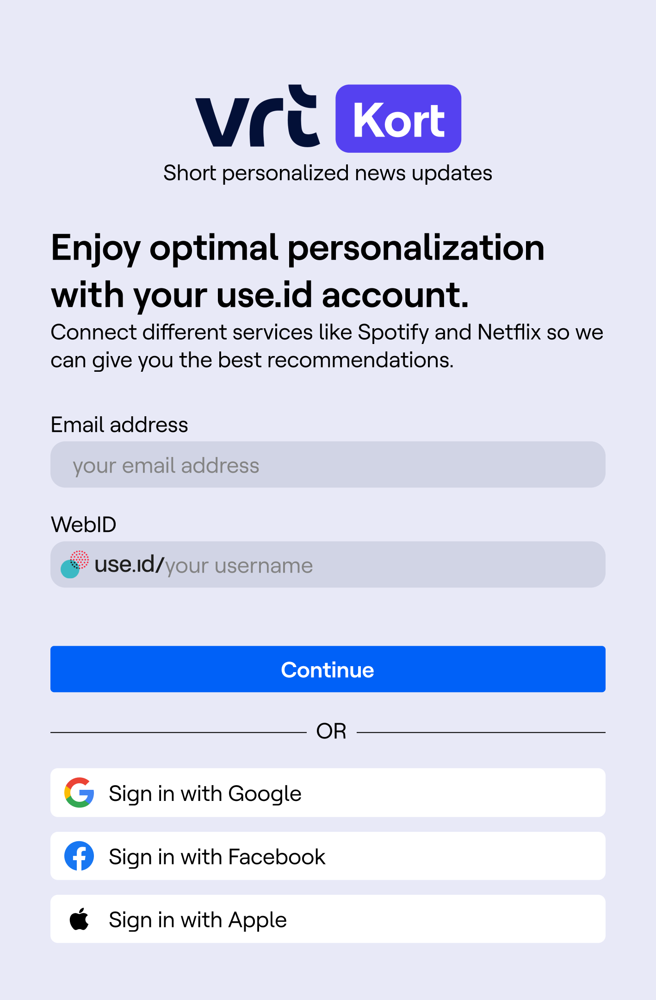 vrt Kort
Short personalized news updates
Enjoy optimal personalization
with your use.id account.
Connect different services like Spotify and Netflix so we
can give you the best recommendations.
Email address
your email address
WebID
use.id/your username
Continue
OR
Sign in with Google
Sign in with Facebook
Sign in with Apple